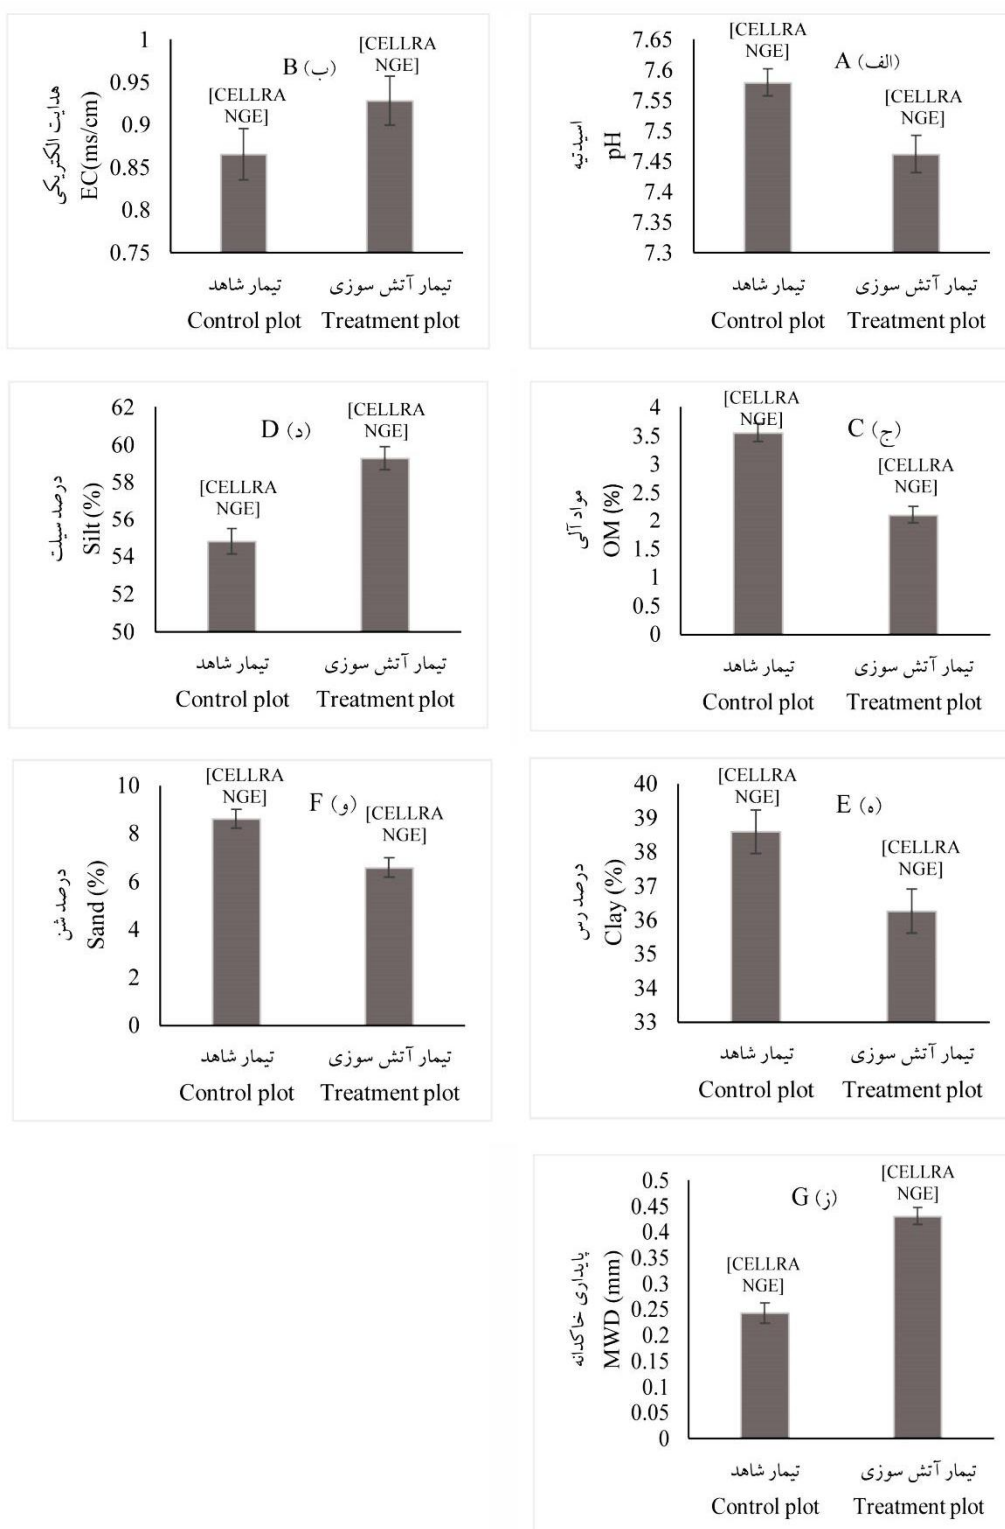 B (ب)
[CELLRA
NGE]
[CELLRA
NGE]
هدایت الکتریکی
EC(ms/cm)
1
0.95
0.9
0.85
0.8
0.75
تیمار شاهد
تیمار آتش سوزی
Control plot
Treatment plot
A (الف)
[CELLRA
NGE]
[CELLRA
NGE]
اسیدتیه
pH
7.65
7.6
7.55
7.5
7.45
7.4
7.35
7.3
تیمار شاهد
تیمار آتش سوزی
Control plot
Treatment plot
D (د)
[CELLRA
NGE]
[CELLRA
NGE]
درصد سیلت
Silt (%)
62
60
58
56
54
52
50
تیمار شاهد
تیمار آتش سوزی
Control plot
Treatment plot
C (ج)
[CELLRA
NGE]
[CELLRA
NGE]
مواد آلی
OM (%)
4
3.5
3
2.5
2
1.5
1
0.5
0
تیمار شاهد
تیمار آتش سوزی
Control plot
Treatment plot
F (و)
[CELLRA
NGE]
[CELLRA
NGE]
درصد شن
Sand (%)
10
8
6
4
2
0
تیمار شاهد
تیمار آتش سوزی
Control plot
Treatment plot
E (ه)
[CELLRA
NGE]
[CELLRA
NGE]
درصد رس
Clay (%)
40
39
38
37
36
35
34
33
تیمار شاهد
تیمار آتش سوزی
Control plot
Treatment plot
G (ز)
[CELLRA
NGE]
[CELLRA
NGE]
پایداری خاکدانه
MWD (mm)
0.5
0.45
0.4
0.35
0.3
0.25
0.2
0.15
0.1
0.05
0
تیمار شاهد
تیمار آتش سوزی
Control plot
Treatment plot